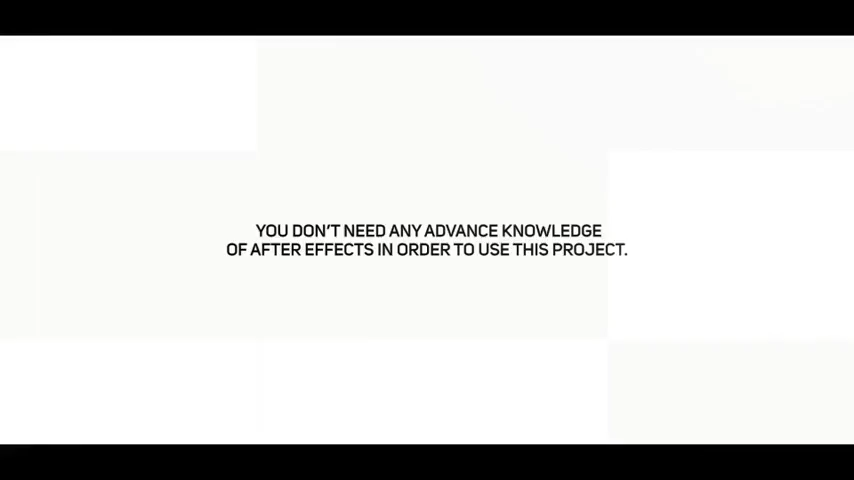 YOU DON'T NEED ANY ADVANCE KNOWLEDGE
OF AFTER EFFECTS IN ORDER TO USE THIS PROJECT.